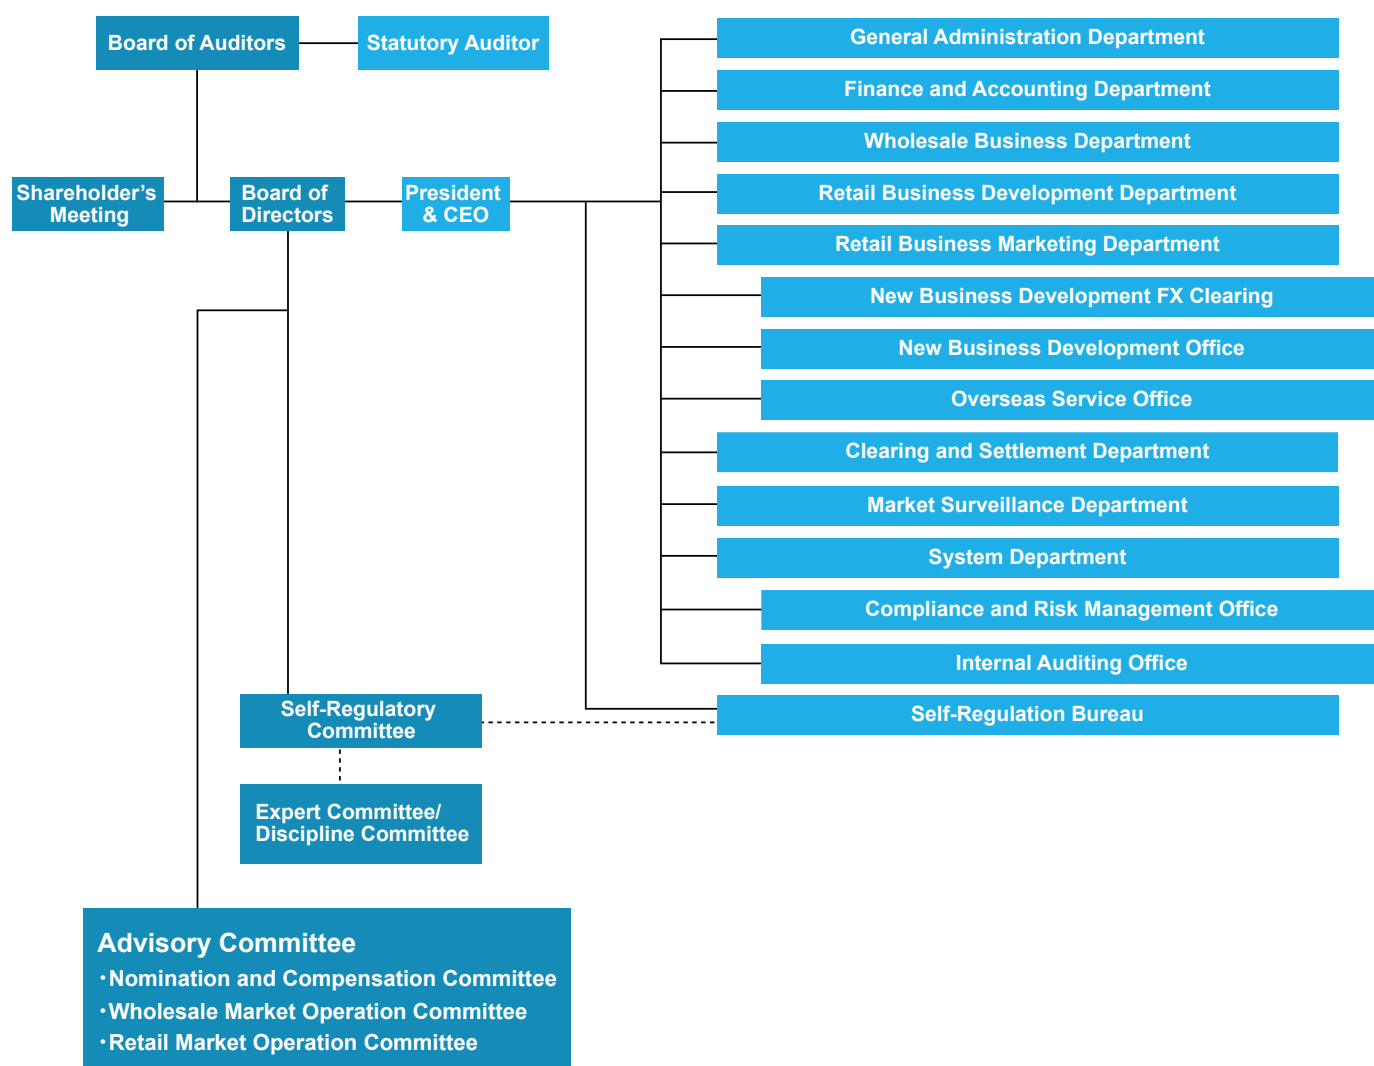 Board of Auditors
Statutory Auditor
Shareholder’s
Meeting
Board of
Directors
President
& CEO
General Administration Department
Finance and Accounting Department
Wholesale Business Department
Retail Business Development Department
Retail Business Marketing Department
New Business Development FX Clearing
New Business Development Office
Overseas Service Office
Clearing and Settlement Department
Market Surveillance Department
System Department
Compliance and Risk Management Office
Internal Auditing Office
Self-Regulation Bureau
Self-Regulatory
Committee
Expert Committee/
Discipline Committee
Advisory Committee
・Nomination and Compensation Committee
・Wholesale Market Operation Committee
・Retail Market Operation Committee